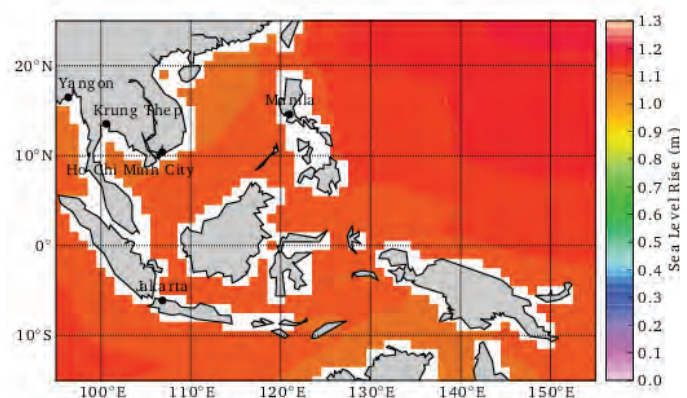 20°N
10°N
0°
10°S
100°E
110°E
120°E
130°E
140°E
150°E
Yangon
Krung Thep
Manila
Ho Chi Minh City
Jakarta
1.3
1.2
1.1
1.0
0.9
0.8
0.7
0.6
0.5
0.4
0.3
0.2
0.1
0.0
Sea Level Rise (m)